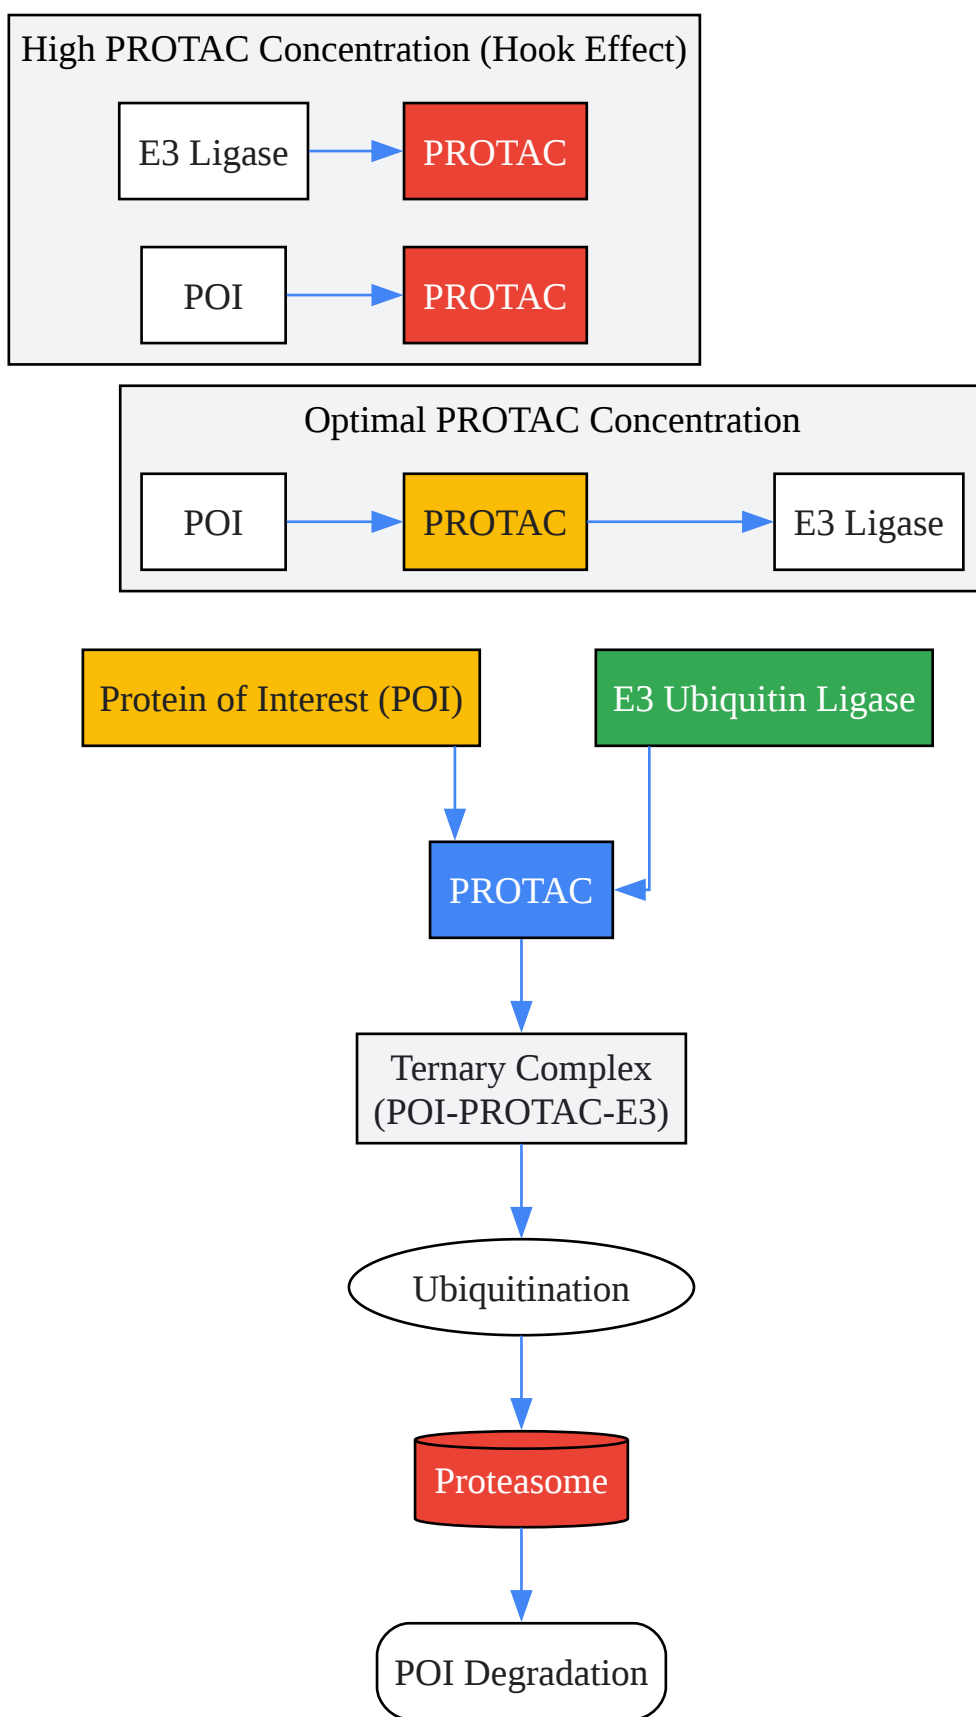 High PROTAC Concentration (Hook Effect)
E3 Ligase
PROTAC
POI
PROTAC
Optimal PROTAC Concentration
POI
PROTAC
E3 Ligase
Protein of Interest (POI)
E3 Ubiquitin Ligase
PROTAC
Ternary Complex
(POI-PROTAC-E3)
Ubiquitination
Proteasome
POI Degradation